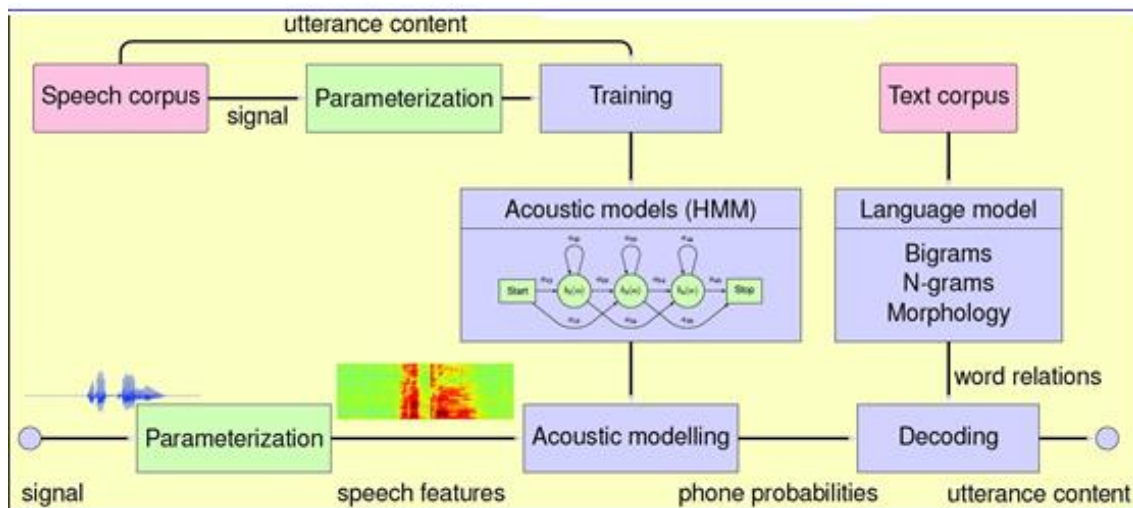 utterance content
Speech corpus
signal
Parameterization
Training
Text corpus
Acoustic models (HMM)
Start
Stop
Language model
Bigrams
N-grams
Morphology
word relations
Parameterization
Acoustic modelling
Decoding
signal
speech features
phone probabilities
utterance content